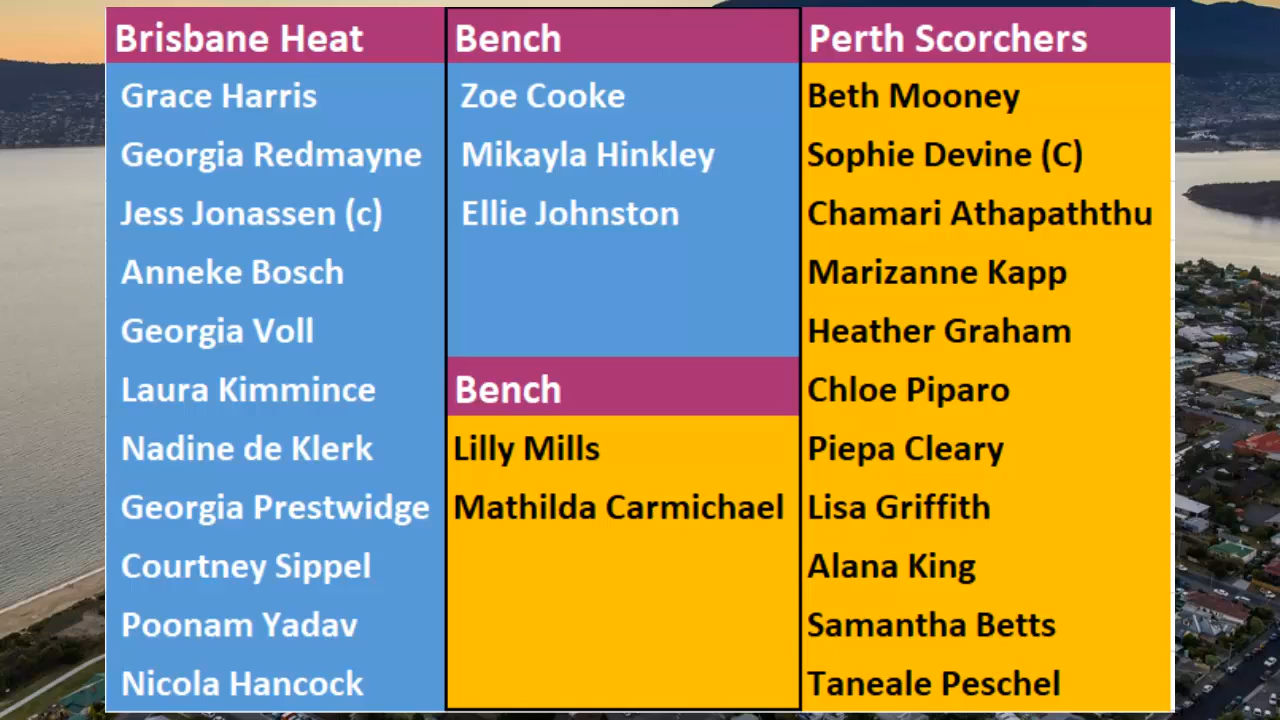 Brisbane Heat
Grace Harris
Georgia Redmayne
Jess Jonassen (c)
Anneke Bosch
Georgia Voll
Laura Kimmince
Nadine de Klerk
Georgia Prestwidge
Courtney Sippel
Poonam Yadav
Nicola Hancock
Bench
Zoe Cooke
Mikayla Hinkley
Ellie Johnston
Bench
Lilly Mills
Mathilda Carmichael
Perth Scorchers
Beth Mooney
Sophie Devine (C)
Chamari Athapaththu
Marizanne Kapp
Heather Graham
Chloe Piparo
Piepa Cleary
Lisa Griffith
Alana King
Samantha Betts
Taneale Peschel